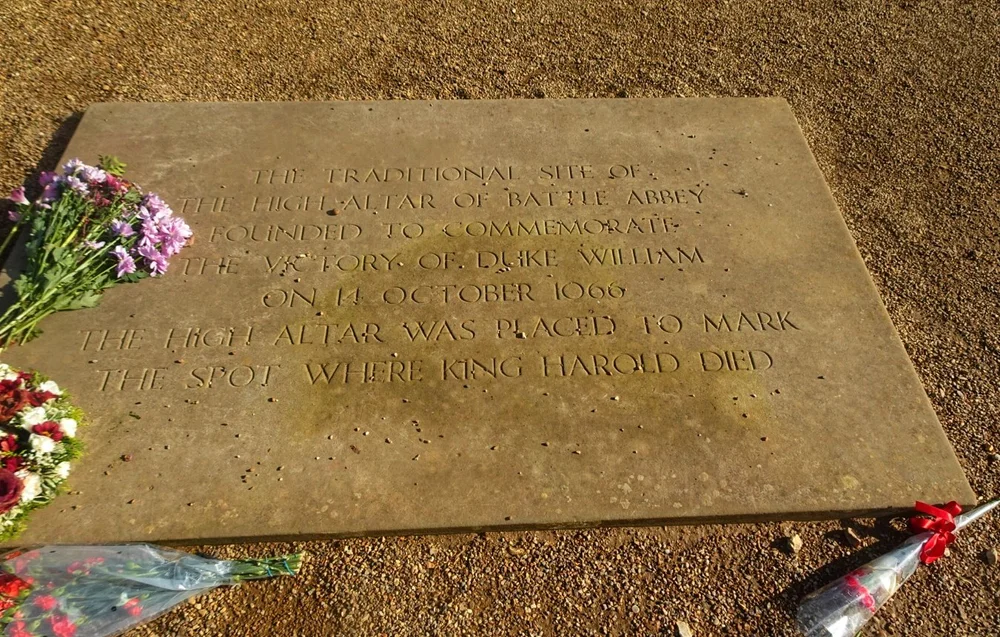 THE TRADITIONAL SITE OF
THE HIGH ALTAR OF BATTLE ABBEY
FOUNDED TO COMMEMORATE
THE VICTORY OF DUKE WILLIAM
ON 14 OCTOBER 1066
THE HIGH ALTAR WAS PLACED TO MARK
THE SPOT WHERE KING HAROLD DIED